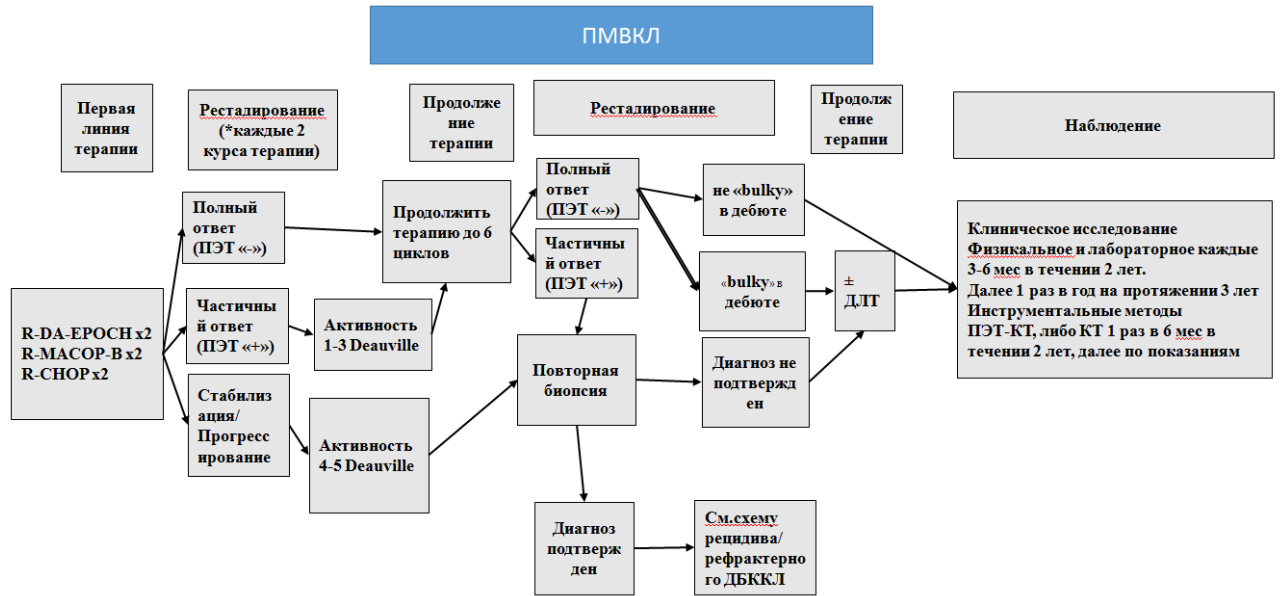 ПМВКЛ
Первая
линия
терапии
Рестадирование
(*каждые 2
курса терапии)
Продолже
ние
терапии
Рестадирование
Продолж
ение
терапии
Наблюдение
R-DA-EPOCH x2
R-MACOP-B x2
R-CHOP x2
Полный
ответ
(ПЭТ «-»)
Частичны
й ответ
(ПЭТ «+»)
Стабилиз
ация/
Прогресс
ирование
Активность
1-3 Deauville
Активность
4-5 Deauville
Продолжить
терапию до 6
циклов
Полный
ответ
(ПЭТ «-»)
Частичны
й ответ
(ПЭТ «+»)
Повторная
биопсия
Диагноз
подтверж
ден
не «bulky»
в дебюте
«bulky» в
дебюте
Диагноз не
подтвержд
ен
См.схему
рецидива/
рефрактерно
го ДБККЛ
±
ДЛТ
Клиническое исследование
Физикальное и лабораторное каждые
3-6 мес в течении 2 лет.
Далее 1 раз в год на протяжении 3 лет
Инструментальные методы
ПЭТ-КТ, либо КТ 1 раз в 6 мес в
течении 2 лет, далее по показаниям